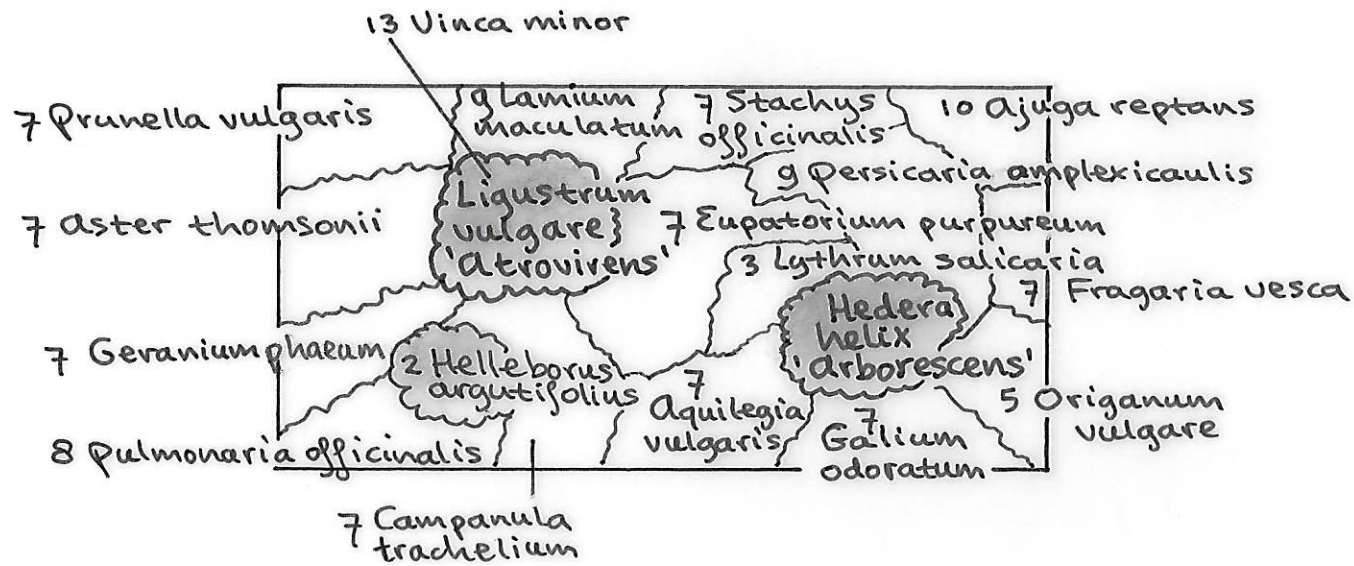 13 Vinca minor
7 Prunella vulgaris
9 Lamium
maculatum
7 Stachys
officinalis
10 Ajuga reptans
9 Persicaria amplexicaulis
7 Aster thomsonii
Ligustrum
vulgare
'Atrovirens'
7 Eupatorium purpureum
3 Lythrum salicaria
7 Fragaria vesca
Hedera
helix
'arborescens'
7 Geranium phaeum
2 Helleborus
argutifolius
7
Aquilegia
vulgaris
7
Galium
odoratum
5 Origanum
vulgare
8 Pulmonaria officinalis
7 Campanula
trachelium